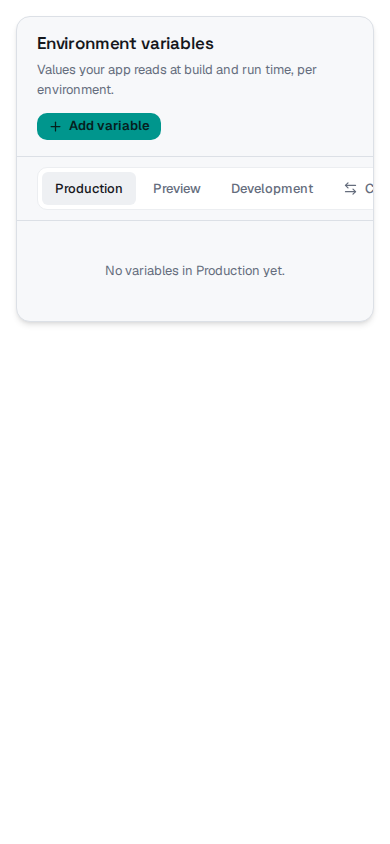 Environment variables
Values your app reads at build and run time, per
environment.
Add variable
Production Preview Development
No variables in Production yet.